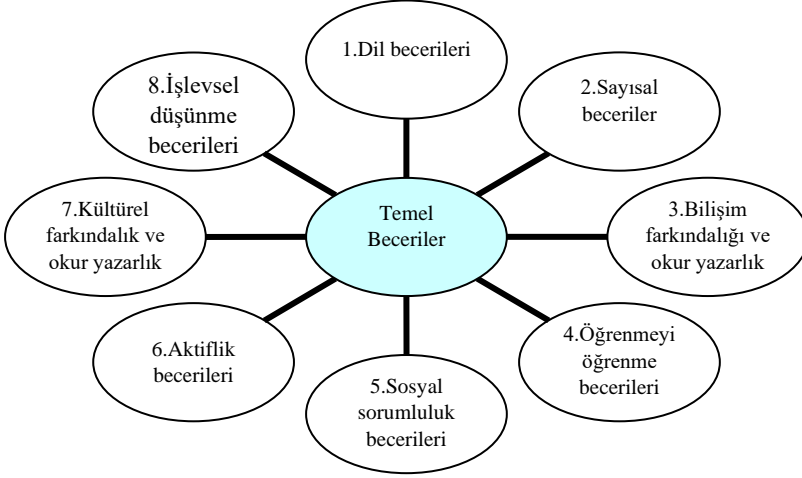 Temel
Beceriler
1.Dil becerileri
2.Sayısal
beceriler
3.Bilişim
farkındalığı ve
okur yazarlık
4.Öğrenmeyi
öğrenme
becerileri
5.Sosyal
sorumluluk
becerileri
6.Aktiflik
becerileri
7.Kültürel
farkındalık ve
okur yazarlık
8.İşlevsel
düşünme
becerileri